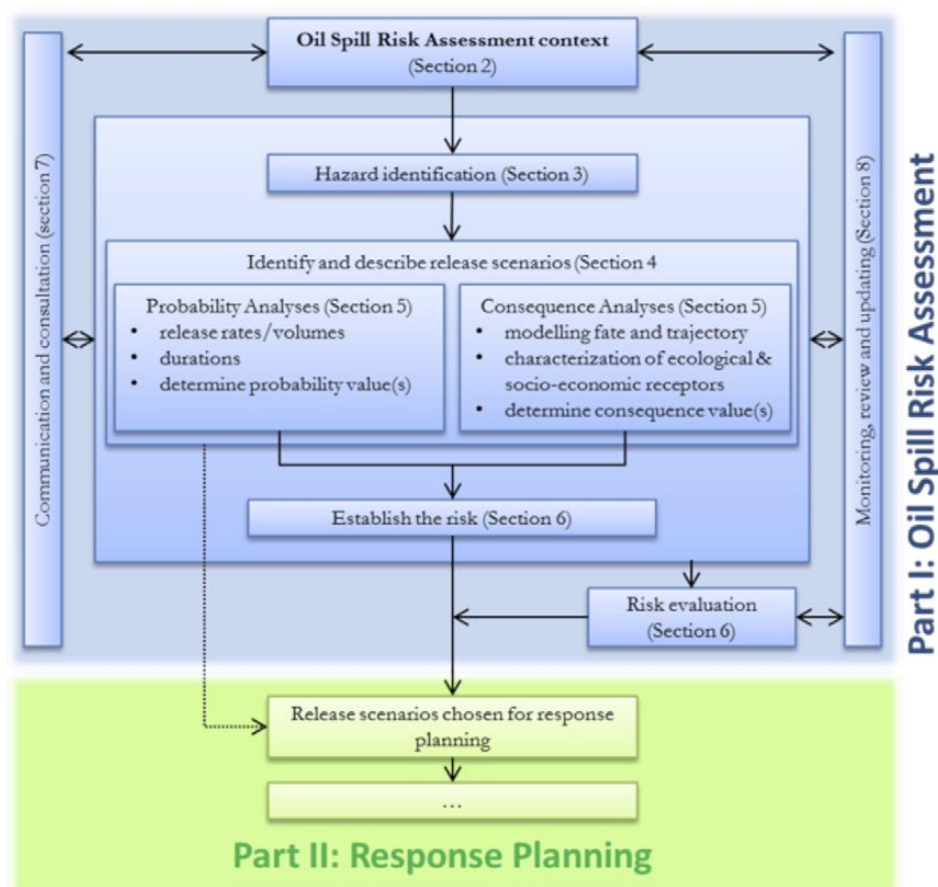 Oil Spill Risk Assessment context
(Section 2)
Communication and consultation (section 7)
Monitoring, review and updating (Section 8)
Part I: Oil Spill Risk Assessment
Hazard identification (Section 3)
Identify and describe release scenarios (Section 4
Probability Analyses (Section 5)
• release rates/volumes
• durations
• determine probability value(s)
Consequence Analyses (Section 5)
• modelling fate and trajectory
• characterization of ecological &
socio-economic receptors
• determine consequence value(s)
Establish the risk (Section 6)
Risk evaluation
(Section 6)
Release scenarios chosen for response
planning
...
Part II: Response Planning